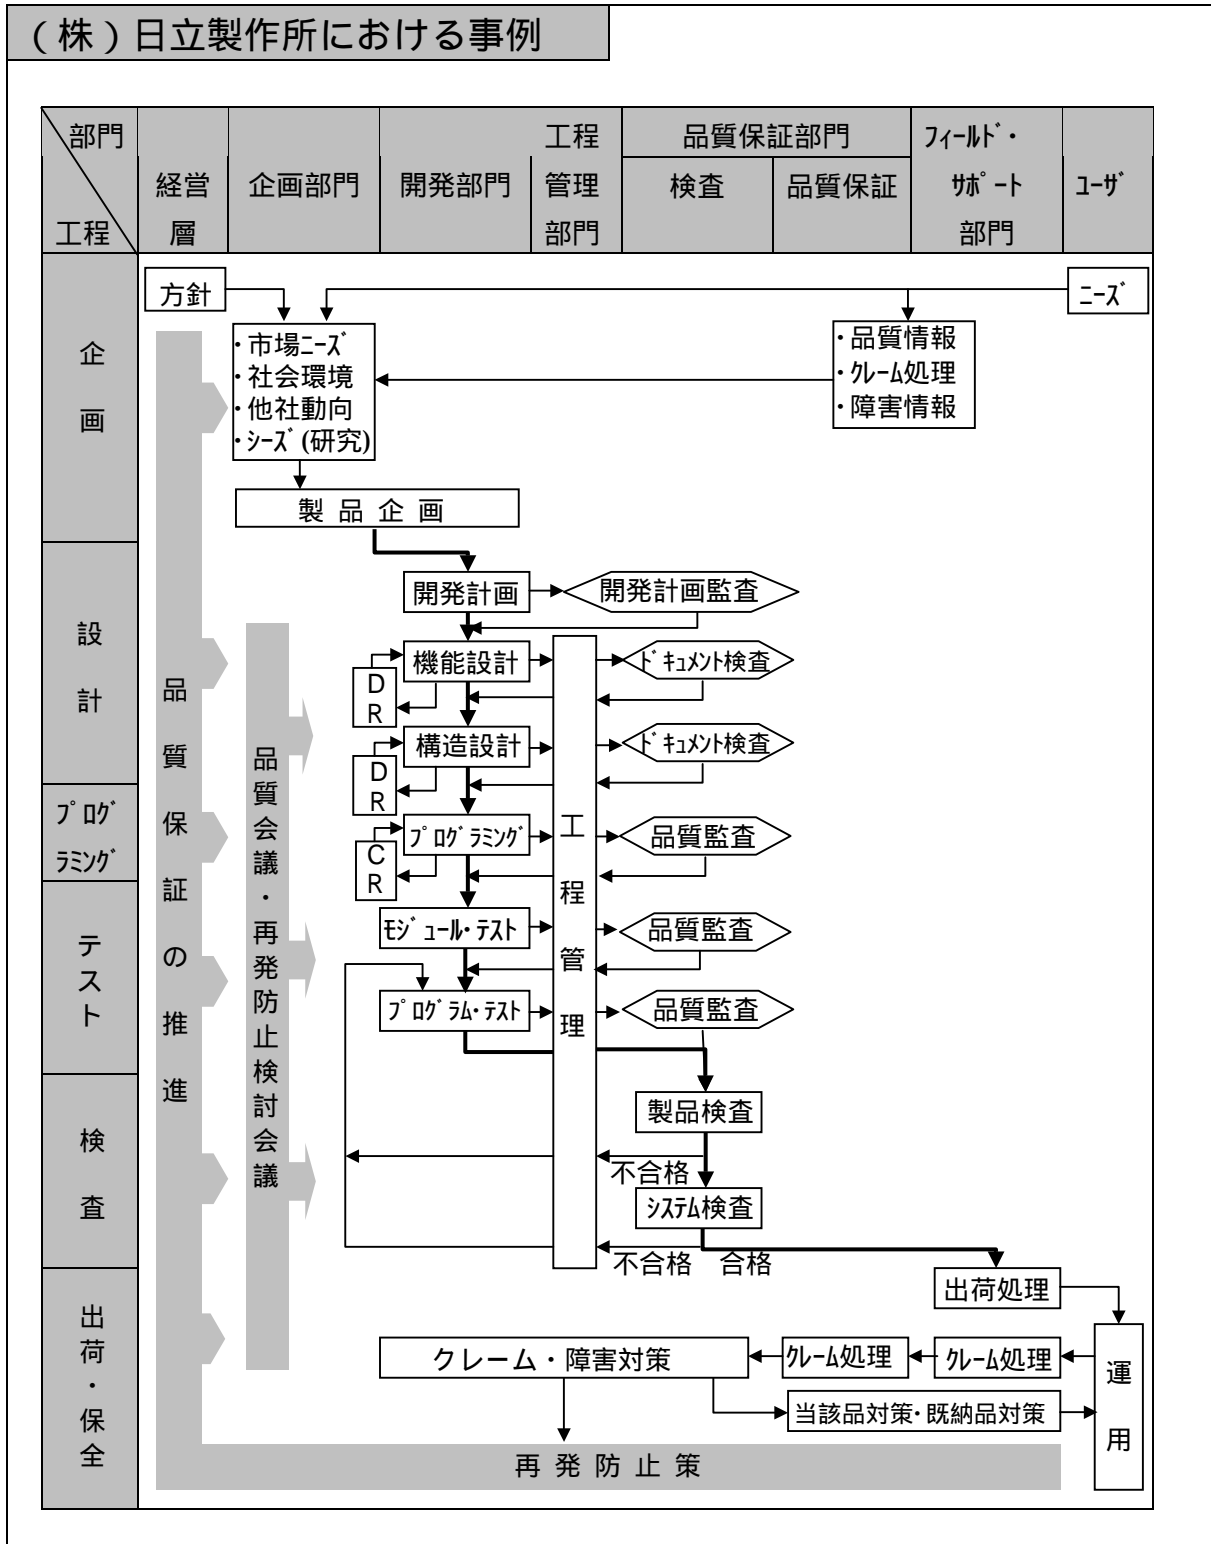 （株）日立製作所における事例
部門
工程
経営
層
企画部門
開発部門
工程
管理
部門
品質保証部門
検査
品質保証
ﾌｨｰﾙﾄﾞ・
ｻﾎﾟｰﾄ
部門
ﾕｰｻﾞ
企画
方針
ﾆｰｽﾞ
・市場ﾆｰｽﾞ
・社会環境
・他社動向
・ｼｰｽﾞ(研究)
・品質情報
・ｸﾚｰﾑ処理
・障害情報
製品企画
設計
開発計画
開発計画監査
機能設計
ﾄﾞｷｭﾒﾝﾄ検査
DR
構造設計
ﾄﾞｷｭﾒﾝﾄ検査
DR
ﾌﾟﾛｸﾞ
ﾗﾐﾝｸﾞ
ﾌﾟﾛｸﾞﾗﾐﾝｸﾞ
品質監査
CR
テスト
ﾓｼﾞｭｰﾙ・ﾃｽﾄ
品質監査
ﾌﾟﾛｸﾞﾗﾑ・ﾃｽﾄ
品質監査
工程管理
品質保証の推進
品質会議・再発防止検討会議
検査
製品検査
不合格
ｼｽﾃﾑ検査
不合格　合格
出荷・保全
出荷処理
クレーム・障害対策
ｸﾚｰﾑ処理
ｸﾚｰﾑ処理
運用
当該品対策・既納品対策
再発防止策